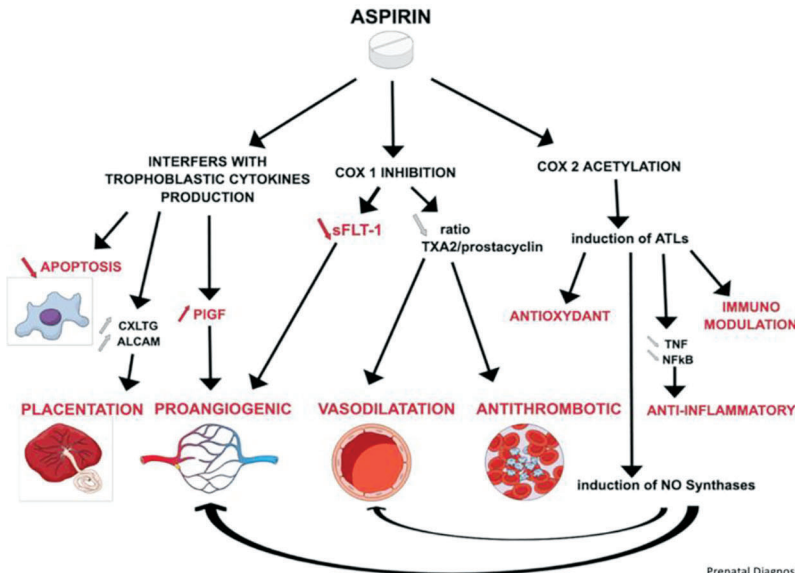 ASPIRIN
INTERFERS WITH
TROPHOBLASTIC CYTOKINES
PRODUCTION
COX 1 INHIBITION
COX 2 ACETYLATION
APOPTOSIS
CXLTG
ALCAM
PIGF
sFLT-1
ratio
TXA2/prostacyclin
induction of ATLs
ANTIOXYDANT
TNF
NFkB
IMMUNO
MODULATION
PLACENTATION
PROANGIOGENIC
VASODILATATION
ANTITHROMBOTIC
ANTI-INFLAMMATORY
induction of NO Synthases
Prenatal